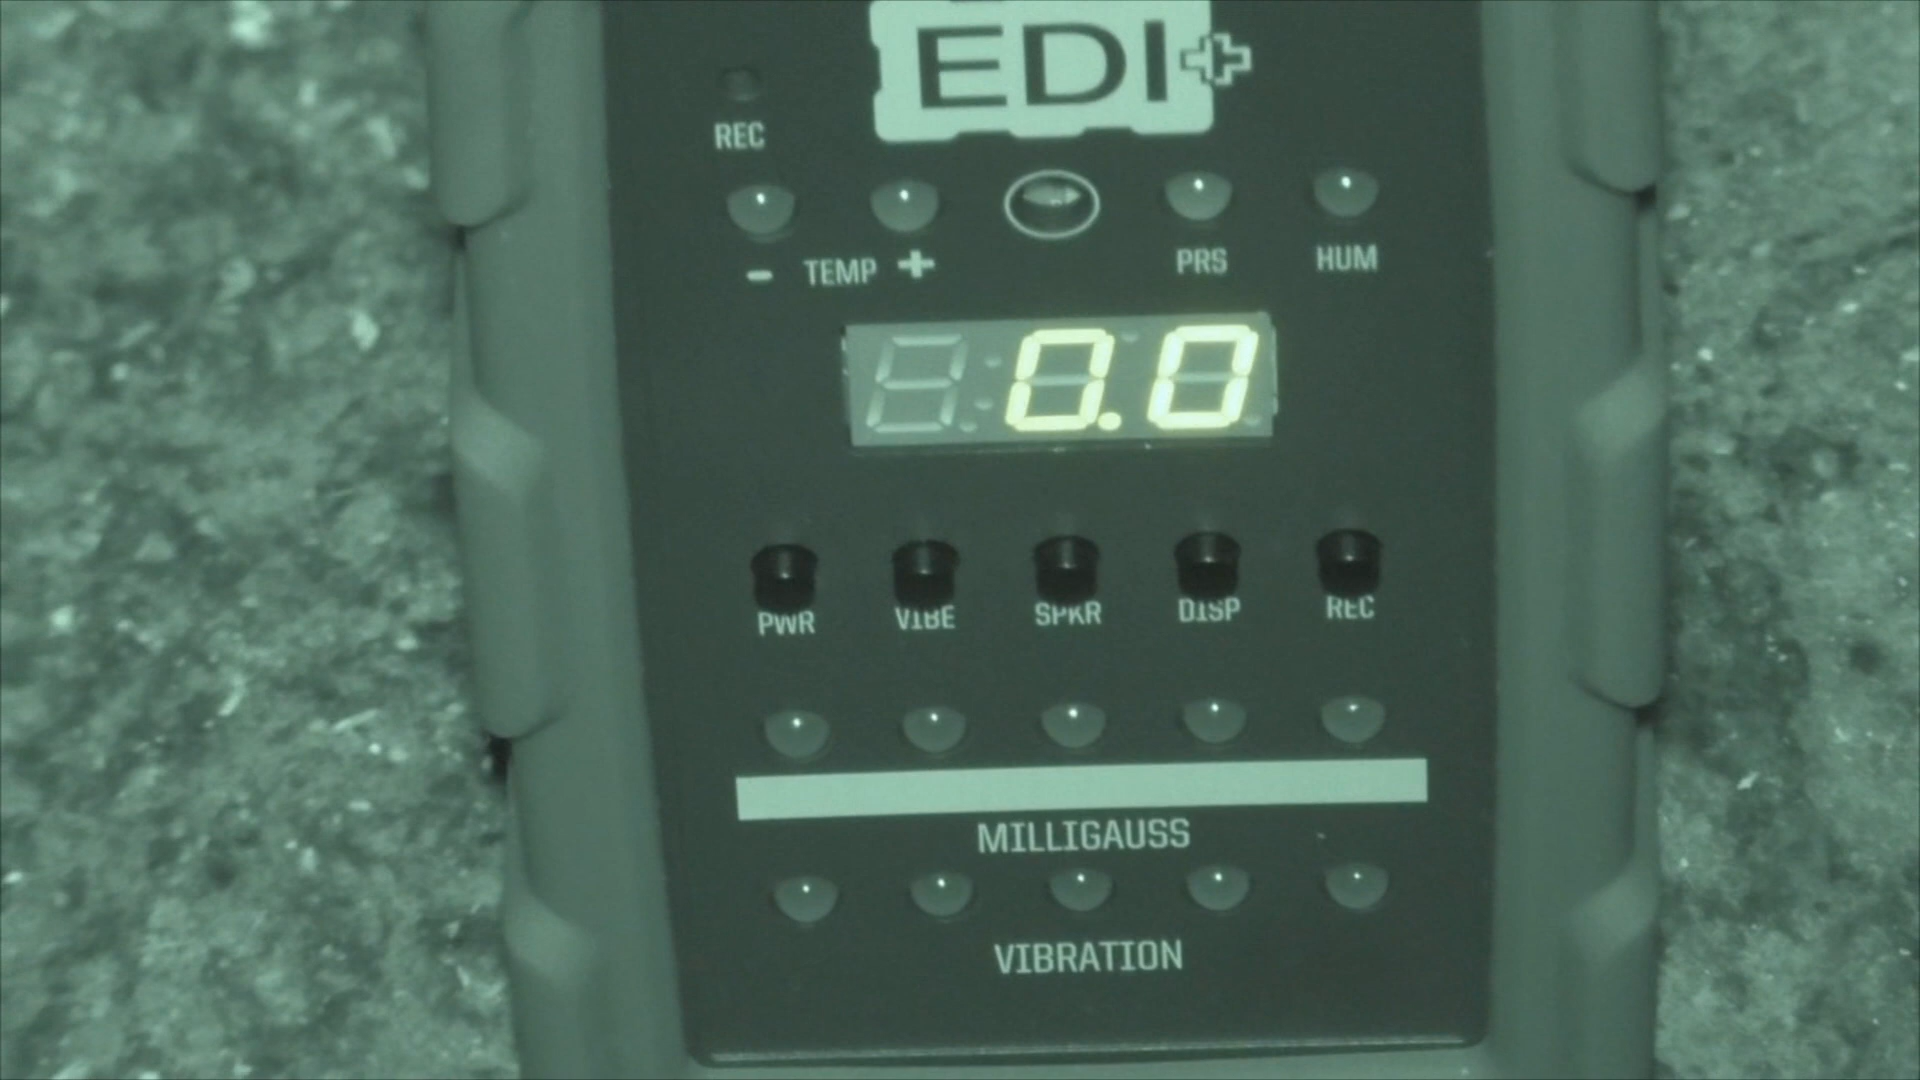 EDI+
REC
- TEMP + PRS HUM
0.0
PWR VIBE SPKR DISP REC
MILLIGAUSS
VIBRATION